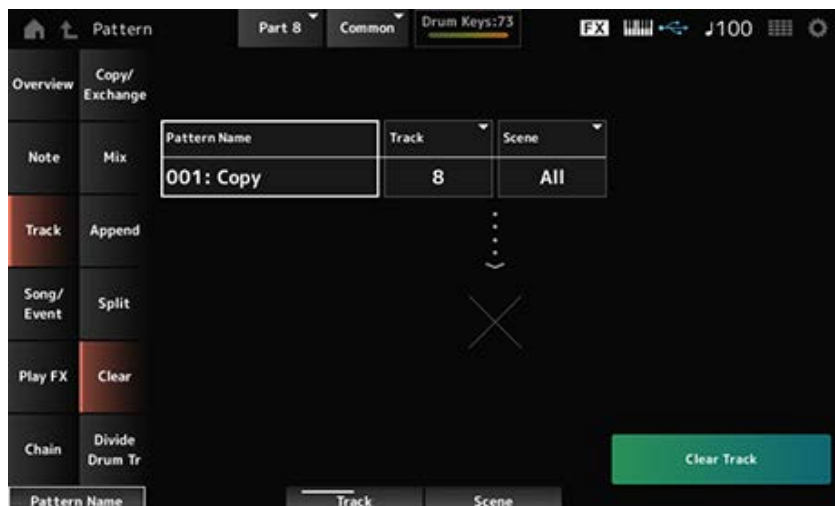 Pattern
Part 8
Common
Drum Keys:73
FX
♩100
Overview
Copy/
Exchange
Note
Mix
Track
Append
Song/
Event
Split
Play FX
Clear
Chain
Divide
Drum Tr
Pattern Name
Track
Scene
001: Copy
8
All
Clear Track
Pattern Name
Track
Scene